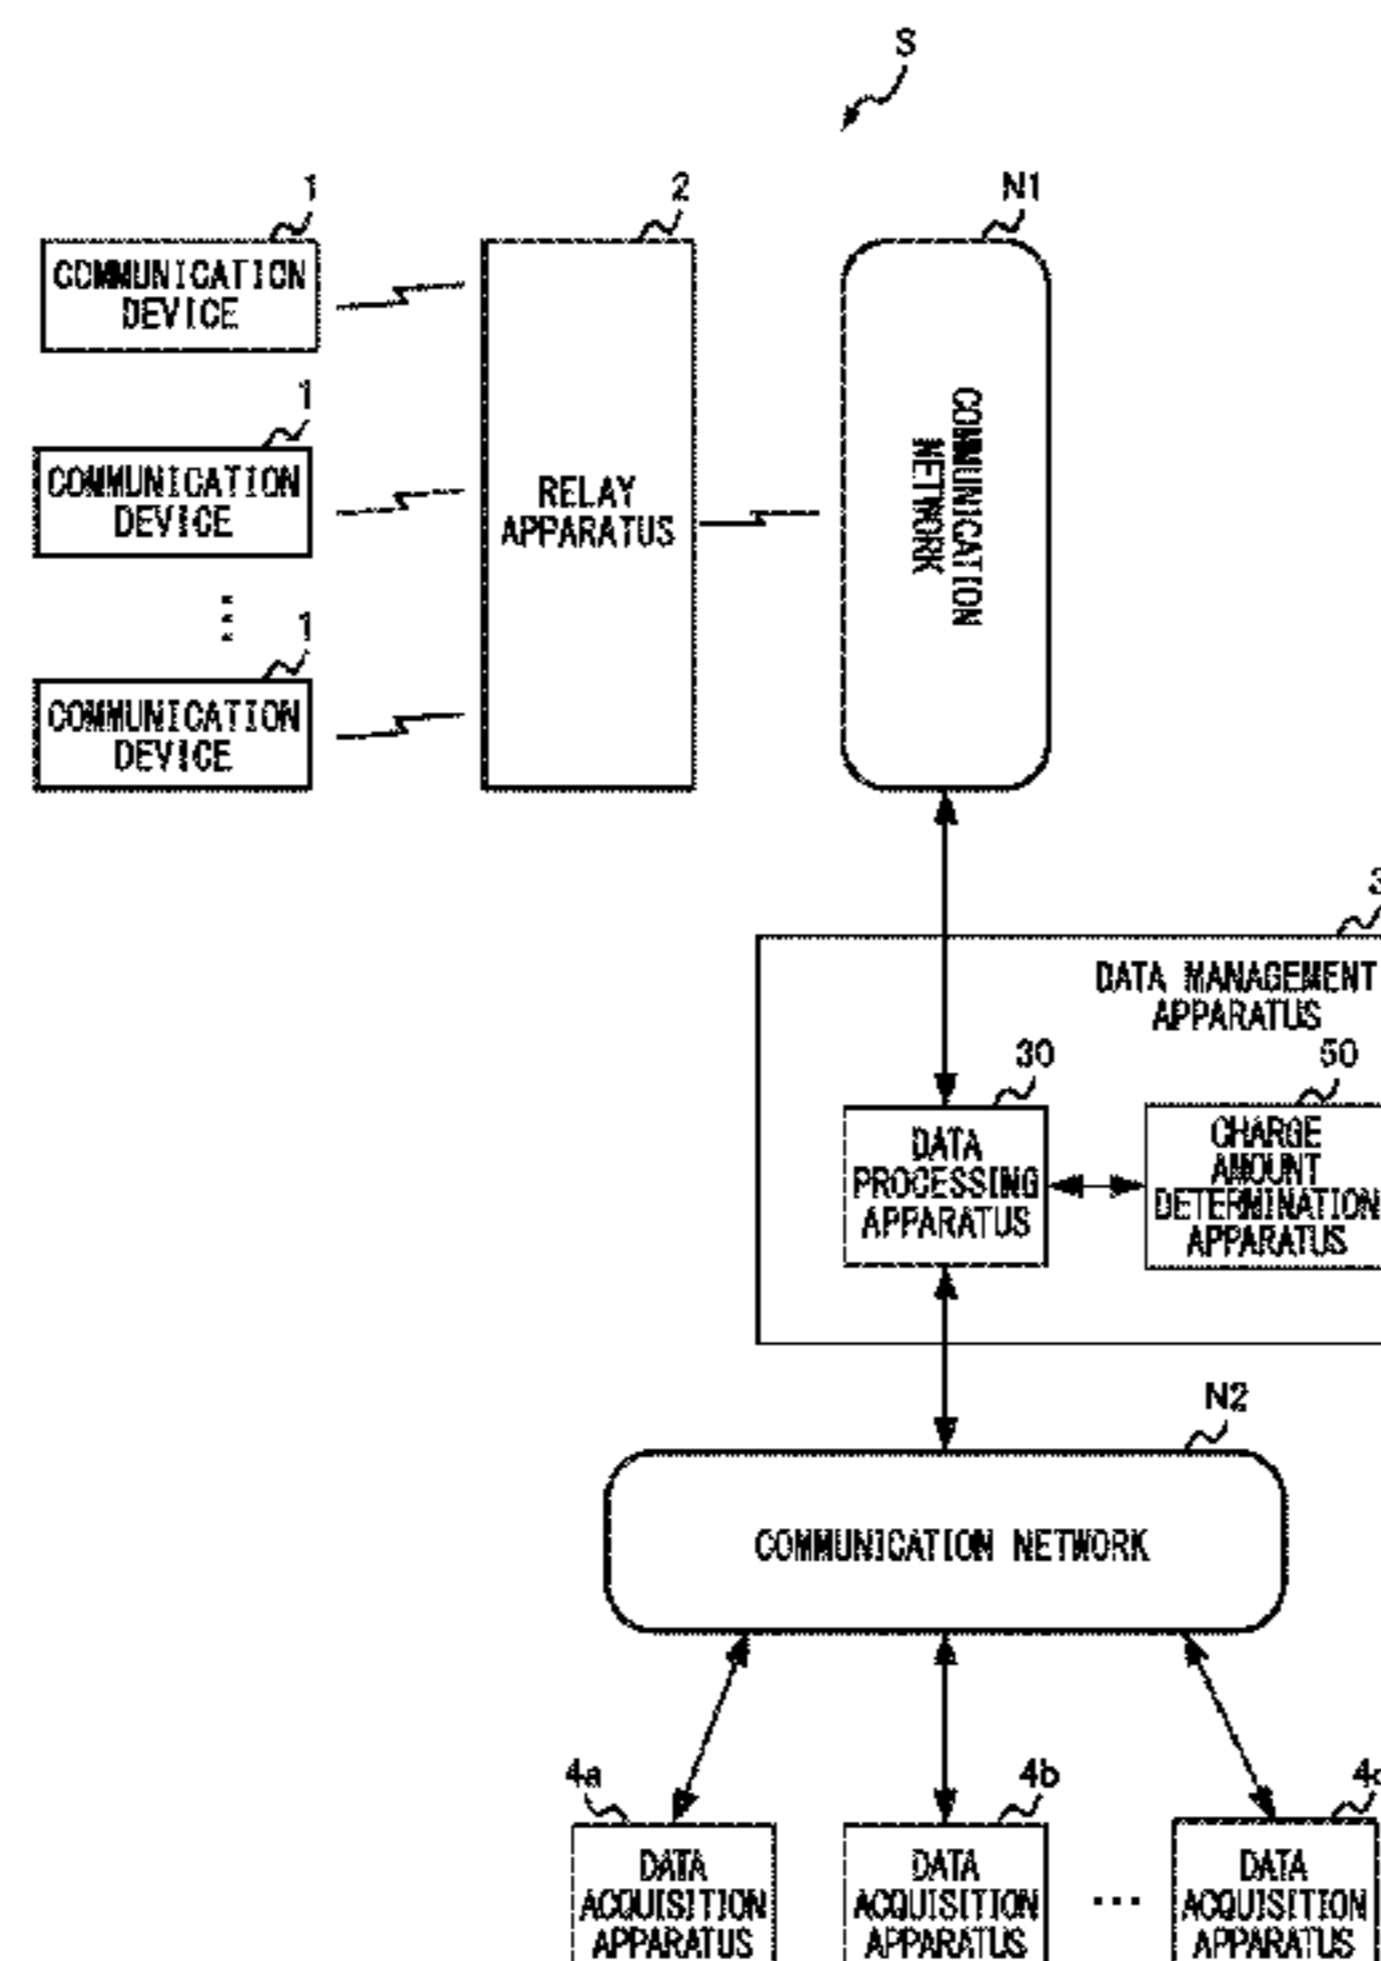 S
1
2
N1
COMMUNICATION
DEVICE
1
COMMUNICATION
DEVICE
RELAY
APPARATUS
COMMUNICATION
NETWORK
1
COMMUNICATION
DEVICE
3
DATA MANAGEMENT
APPARATUS
30
50
DATA
PROCESSING
APPARATUS
CHARGE
AMOUNT
DETERMINATION
APPARATUS
N2
COMMUNICATION NETWORK
4a
4b
DATA
ACQUISITION
APPARATUS
DATA
ACQUISITION
APPARATUS
...
DATA
ACQUISITION
APPARATUS